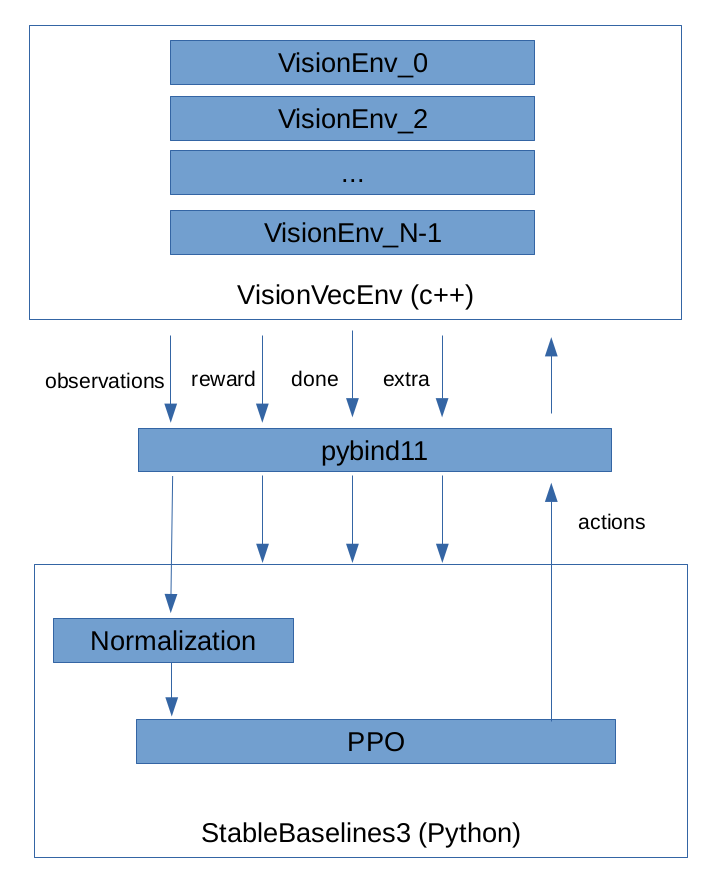 VisionEnv_0
VisionEnv_2
...
VisionEnv_N-1
VisionVecEnv (c++)
observations reward done extra
pybind11
actions
Normalization
PPO
StableBaselines3 (Python)